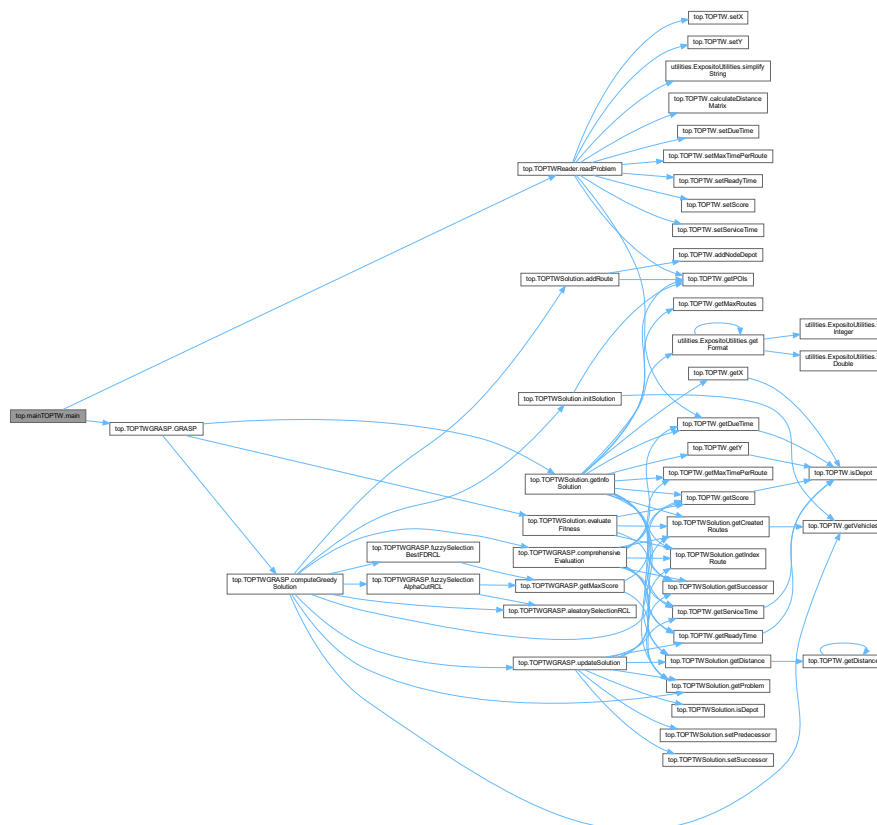 top.TOPTW.setX
top.TOPTW.setY
utilities.ExpositoUtilities.simplify
String
top.TOPTW.calculateDistance
Matrix
top.TOPTW.setDueTime
top.TOPTW.setMaxTimePerRoute
top.TOPTWReader.readProblem
top.TOPTW.setReadyTime
top.TOPTW.setScore
top.TOPTW.setServiceTime
top.TOPTW.addNodeDepot
top.TOPTWSolution.addRoute
top.TOPTW.getPOIs
top.TOPTW.getMaxRoutes
utilities.ExpositoUtilities.get
Format
utilities.ExpositoUtilities.
Integer
utilities.ExpositoUtilities.
Double
top.TOPTW.getX
top.TOPTWSolution.initSolution
top.mainTOPTW.main
top.TOPTWGRASP.GRASP
top.TOPTW.getDueTime
top.TOPTW.getY
top.TOPTW.getMaxTimePerRoute
top.TOPTW.isDepot
top.TOPTWSolution.getInfo
Solution
top.TOPTW.getScore
top.TOPTWSolution.evaluate
Fitness
top.TOPTWSolution.getCreated
Routes
top.TOPTW.getVehicles
top.TOPTWGRASP.fuzzySelection
BestFDRCL
top.TOPTWGRASP.comprehensive
Evaluation
top.TOPTWSolution.getIndex
Route
top.TOPTWGRASP.computeGreedy
Solution
top.TOPTWGRASP.fuzzySelection
AlphaCutRCL
top.TOPTWGRASP.getMaxScore
top.TOPTWSolution.getSuccessor
top.TOPTWGRASP.aleatorySelectionRCL
top.TOPTW.getServiceTime
top.TOPTW.getReadyTime
top.TOPTWGRASP.updateSolution
top.TOPTWSolution.getDistance
top.TOPTW.getDistance
top.TOPTWSolution.getProblem
top.TOPTWSolution.isDepot
top.TOPTWSolution.setPredecessor
top.TOPTWSolution.setSuccessor